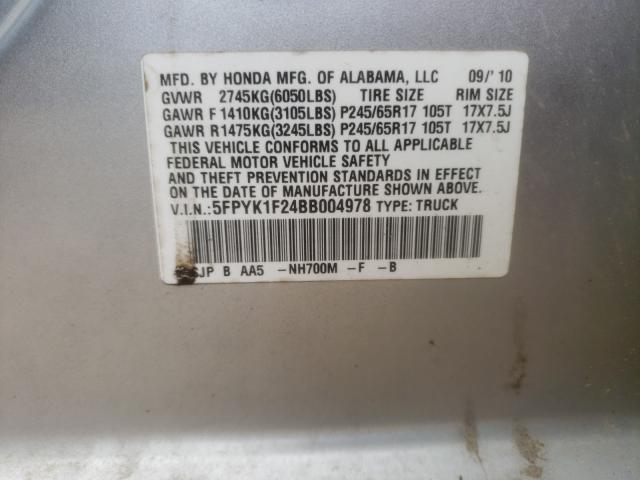 MFD. BY HONDA MFG. OF ALABAMA, LLC 09/'10
GVWR 2745KG(6050LBS) TIRE SIZE RIM SIZE
GAWR F 1410KG(3105LBS) P245/65R17 105T 17X7.5J
GAWR R1475KG(3245LBS) P245/65R17 105T 17X7.5J
THIS VEHICLE CONFORMS TO ALL APPLICABLE
FEDERAL MOTOR VEHICLE SAFETY
AND THEFT PREVENTION STANDARDS IN EFFECT
ON THE DATE OF MANUFACTURE SHOWN ABOVE.
V.I.N.:5FPYK1F24BB004978 TYPE: TRUCK
B AA5 -NH700M -F -B